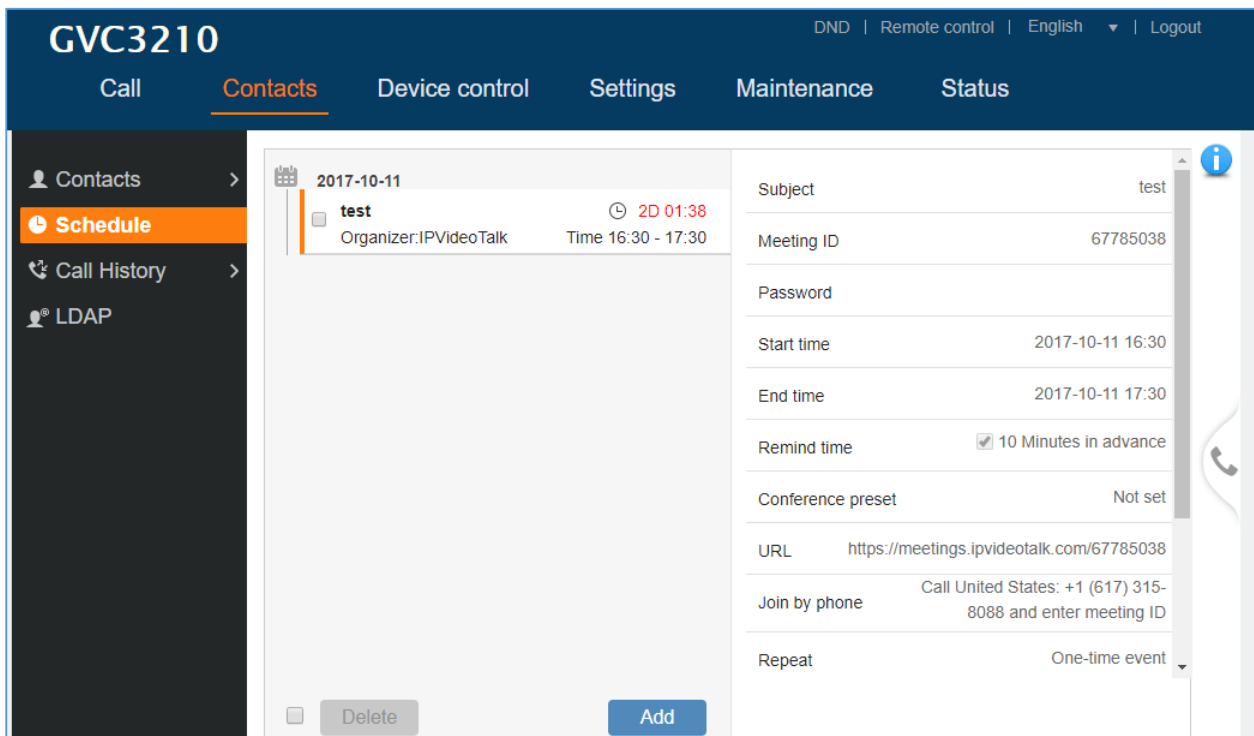 GVC3210
DND | Remote control | English | Logout
Call Contacts Device control Settings Maintenance Status
Contacts
Schedule
Call History
LDAP
2017-10-11
test 2D 01:38
Organizer:IPVideoTalk Time 16:30 - 17:30
Delete Add
Subject test
Meeting ID 67785038
Password
Start time 2017-10-11 16:30
End time 2017-10-11 17:30
Remind time 10 Minutes in advance
Conference preset Not set
URL https://meetings.ipvideotalk.com/67785038
Join by phone Call United States: +1 (617) 315-
8088 and enter meeting ID
Repeat One-time event